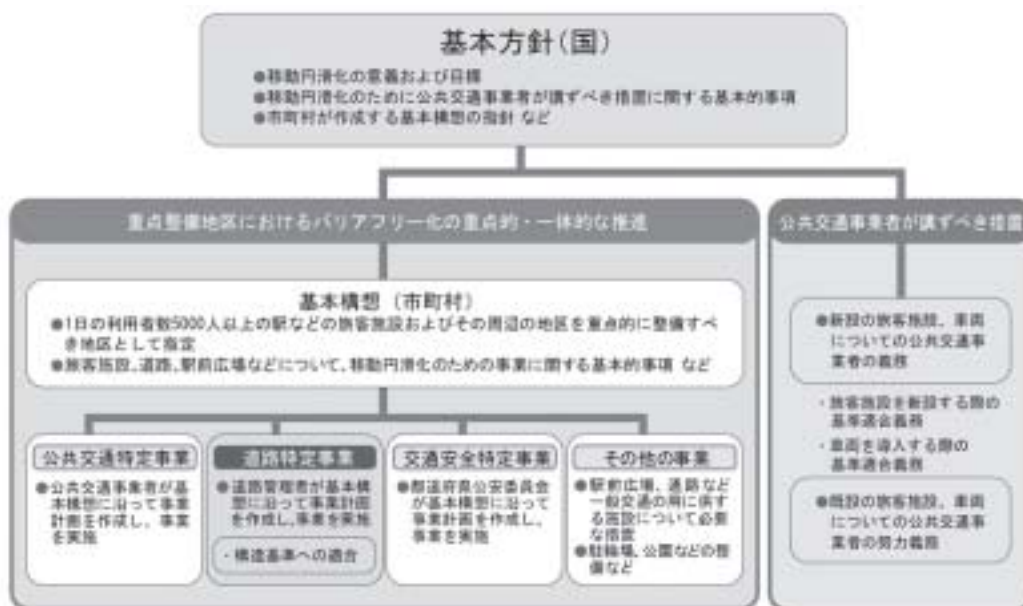 基本方針(国)
●移動円滑化の意義および目標
●移動円滑化のために公共交通事業者が講ずべき措置に関する基本的事項
●市町村が作成する基本構想の指針 など
重点整備地区におけるバリアフリー化の重点的・一体的な推進
基本構想(市町村)
●1日の利用者数5000人以上の駅などの旅客施設およびその周辺の地区を重点的に整備すべ
き地区として指定
●旅客施設、道路、駅前広場などについて、移動円滑化のための事業に関する基本的事項 など
公共交通特定事業
●公共交通事業者が基
本構想に沿って事業
計画を作成し、事業
を実施
道路特定事業
●道路管理者が基本構
想に沿って事業計画
を作成し、事業を実施
・構造基準への適合
交通安全特定事業
●都道府県公安委員会
が基本構想に沿って
事業計画を作成し、
事業を実施
その他の事業
●駅前広場、通路など
一般交通の用に供す
る施設について必要
な措置
●駐輪場、公園などの整
備など
公共交通事業者が講ずべき措置
●新設の旅客施設、車両
についての公共交通事
業者の義務
・旅客施設を新設する際の
基準適合義務
・車両を導入する際の
基準適合義務
●既設の旅客施設、車両
についての公共交通事
業者の努力義務